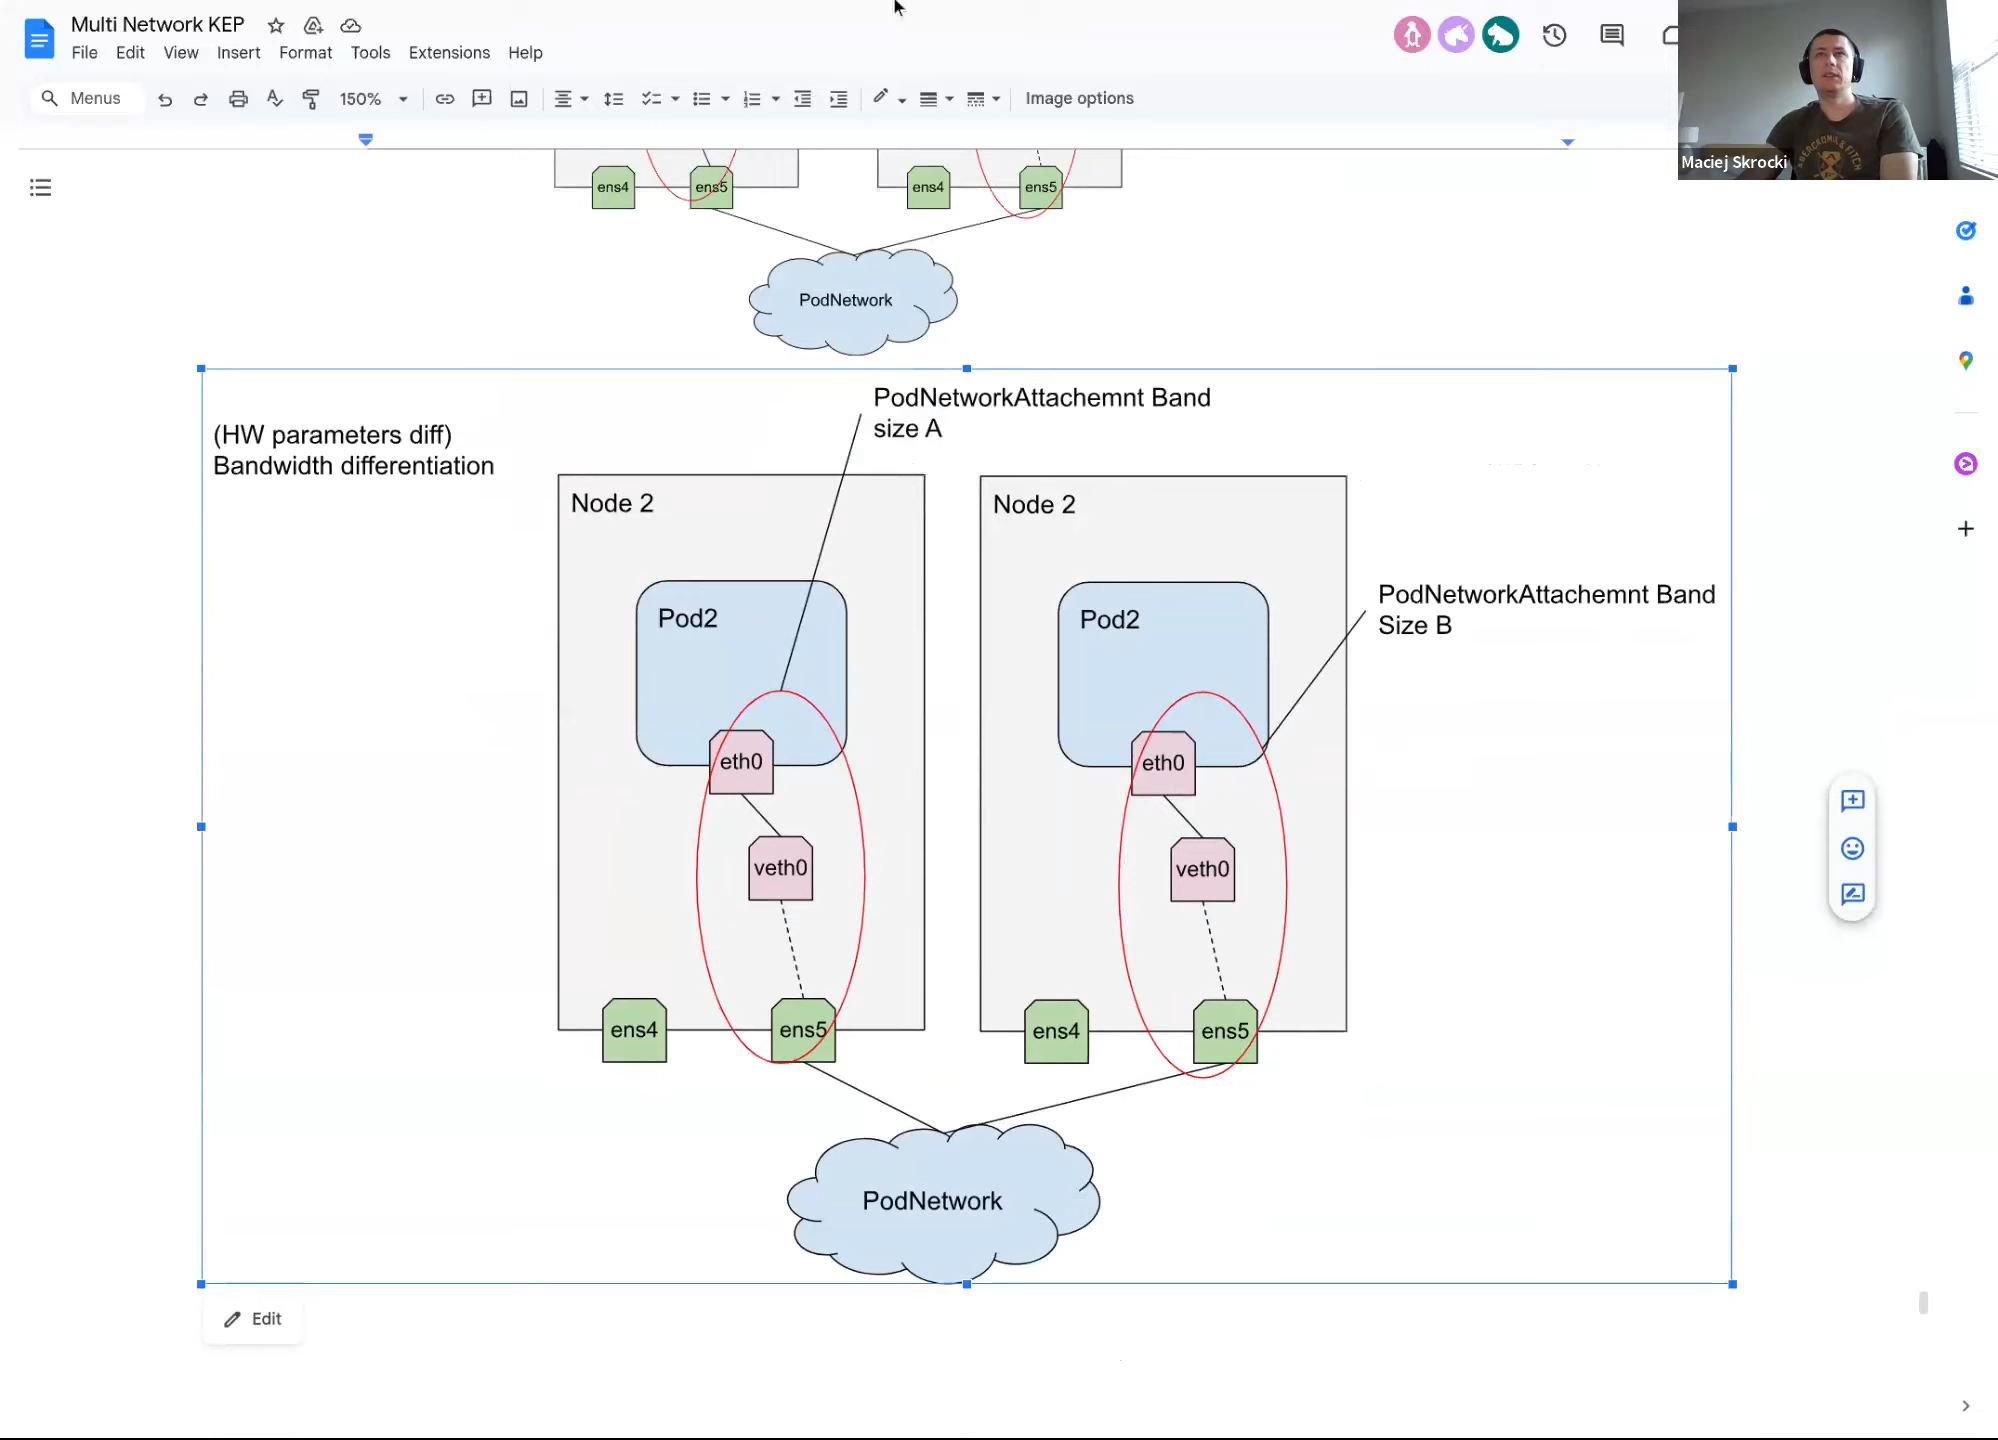 Multi Network KEP
File Edit View Insert Format Tools Extensions Help
Menus 150% Image options
Maciej Skrocki
ABERCROMBIE & FITCH
ens4 ens5 ens4 ens5
PodNetwork
PodNetworkAttachemnt Band
size A
(HW parameters diff)
Bandwidth differentiation
Node 2 Node 2
PodNetworkAttachemnt Band
Size B
Pod2 Pod2
eth0 eth0
veth0 veth0
ens4 ens5 ens4 ens5
PodNetwork
Edit